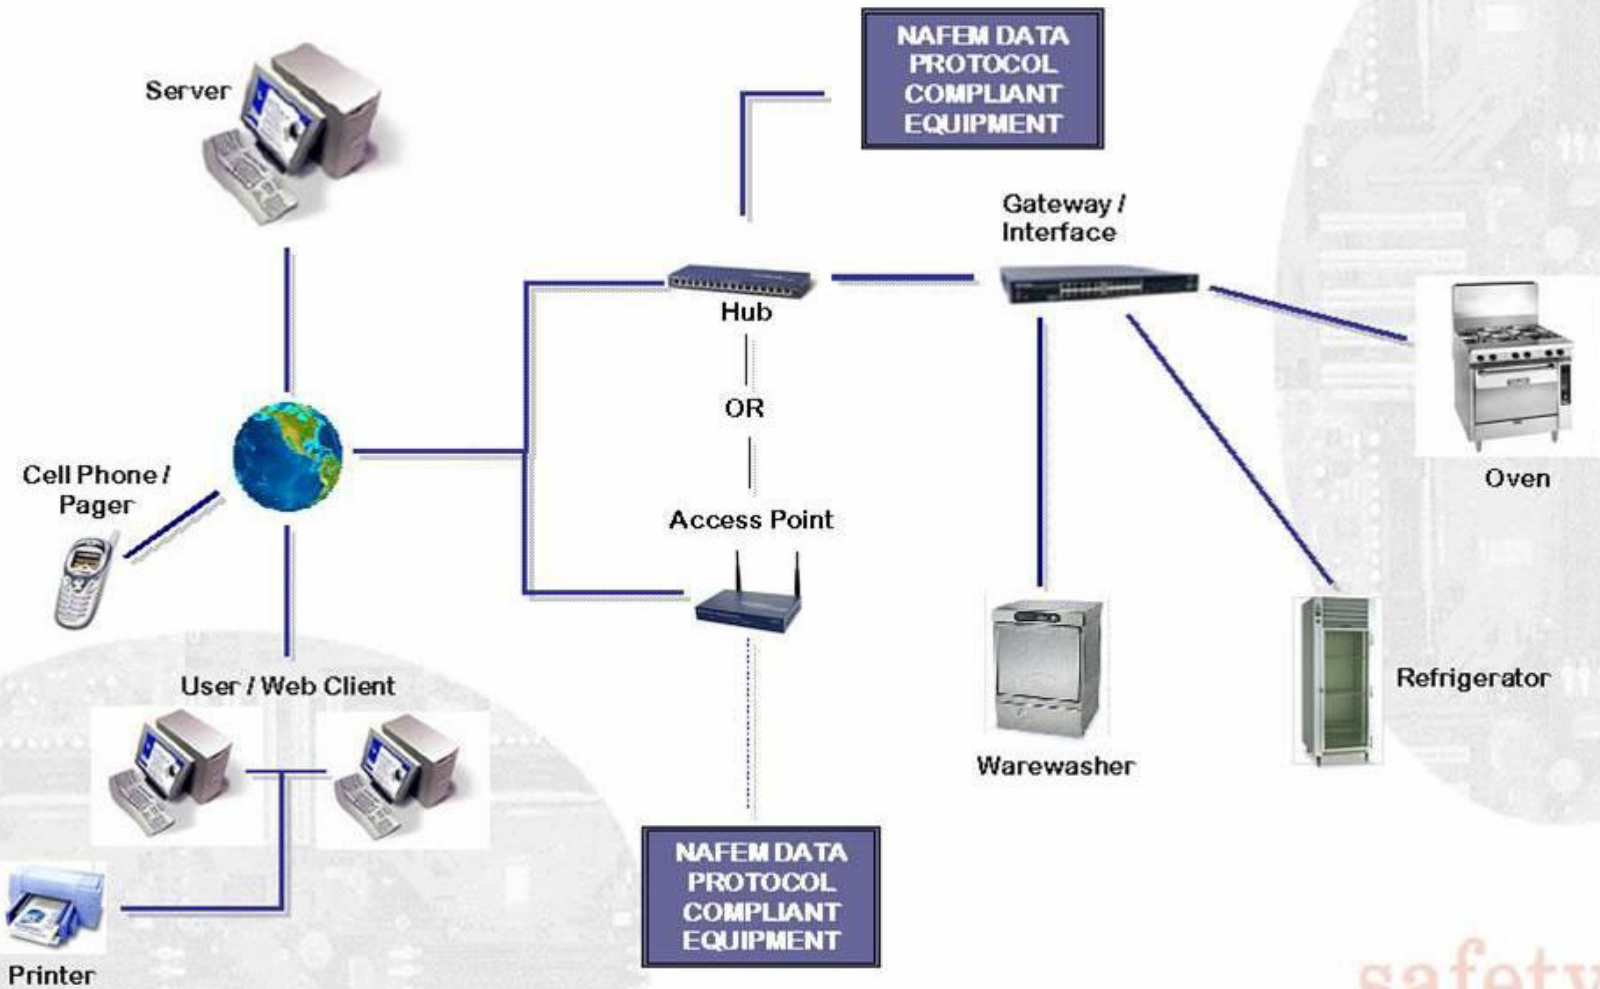 NAFEM DATA
PROTOCOL
COMPLIANT
EQUIPMENT
Server
Gateway /
Interface
Hub
OR
Cell Phone /
Pager
Oven
Access Point
User / Web Client
Refrigerator
Warewasher
NAFEM DATA
PROTOCOL
COMPLIANT
EQUIPMENT
Printer
safety